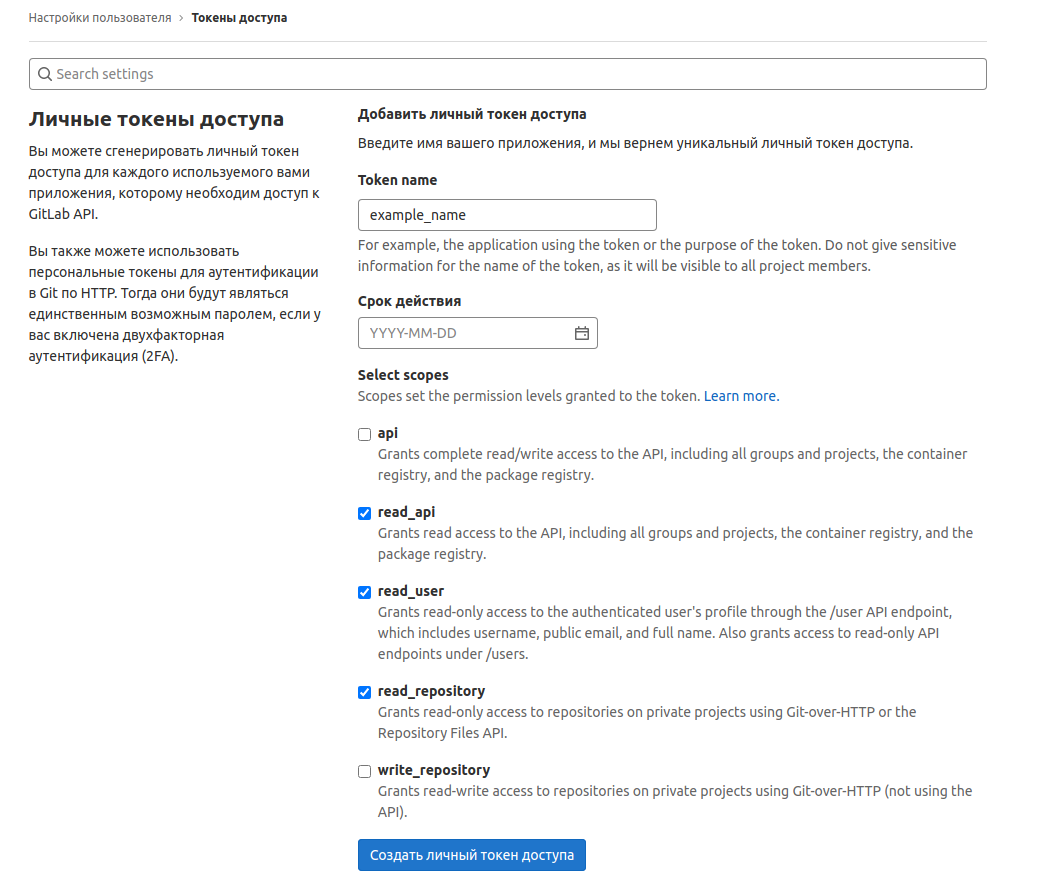 Настройки пользователя › Токены доступа
Search settings
Личные токены доступа
Вы можете сгенерировать личный токен
доступа для каждого используемого вами
приложения, которому необходим доступ к
GitLab API.
Вы также можете использовать
персональные токены для аутентификации
в Git по HTTP. Тогда они будут являться
единственным возможным паролем, если у
вас включена двухфакторная
аутентификация (2FA).
Добавить личный токен доступа
Введите имя вашего приложения, и мы вернем уникальный личный токен доступа.
Token name
example_name
For example, the application using the token or the purpose of the token. Do not give sensitive
information for the name of the token, as it will be visible to all project members.
Срок действия
YYYY-MM-DD
Select scopes
Scopes set the permission levels granted to the token. Learn more.
api
Grants complete read/write access to the API, including all groups and projects, the container
registry, and the package registry.
read_api
Grants read access to the API, including all groups and projects, the container registry, and the
package registry.
read_user
Grants read-only access to the authenticated user's profile through the /user API endpoint,
which includes username, public email, and full name. Also grants access to read-only API
endpoints under /users.
read_repository
Grants read-only access to repositories on private projects using Git-over-HTTP or the
Repository Files API.
write_repository
Grants read-write access to repositories on private projects using Git-over-HTTP (not using the
API).
Создать личный токен доступа